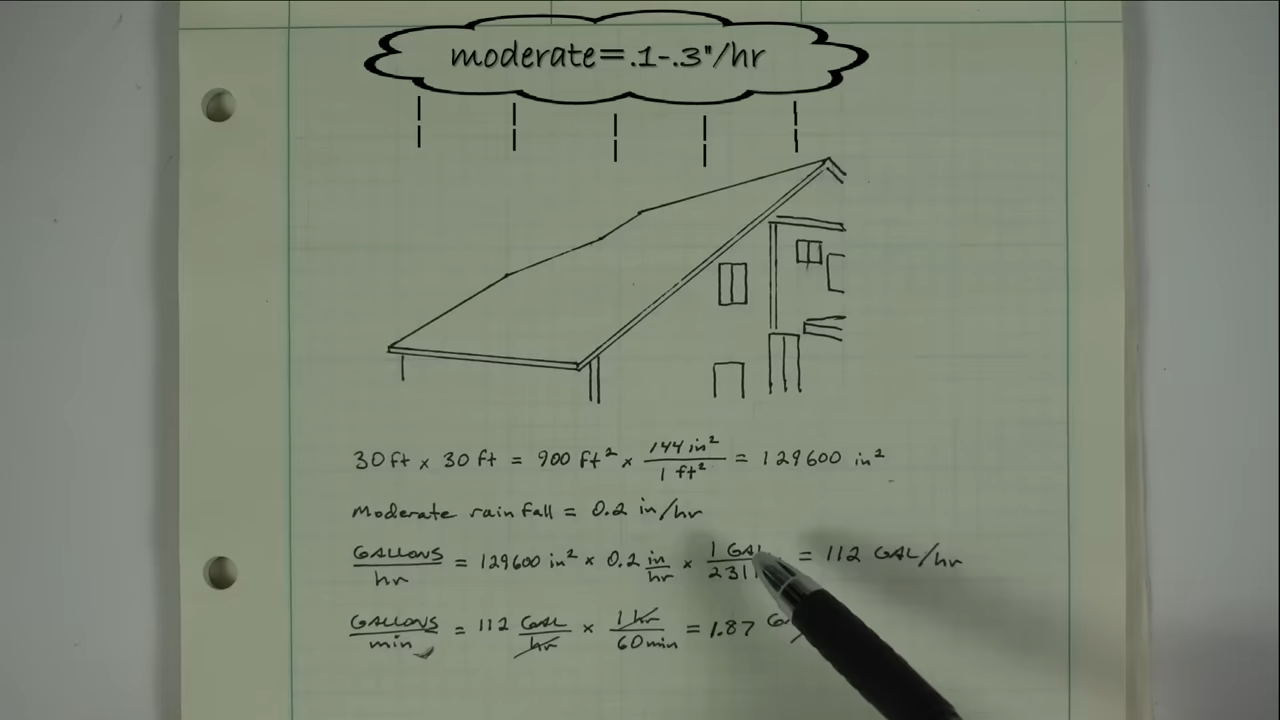 moderate=.1-.3"/hr
30 ft x 30 ft = 900 ft² x 144 in² / 1 ft² = 129600 in²
Moderate rainfall = 0.2 in/hr
GALLONS / hr = 129600 in² x 0.2 in / hr x 1 GAL / 231 = 112 GAL/hr
GALLONS / min = 112 GAL / hr x 1 hr / 60 min = 1.87